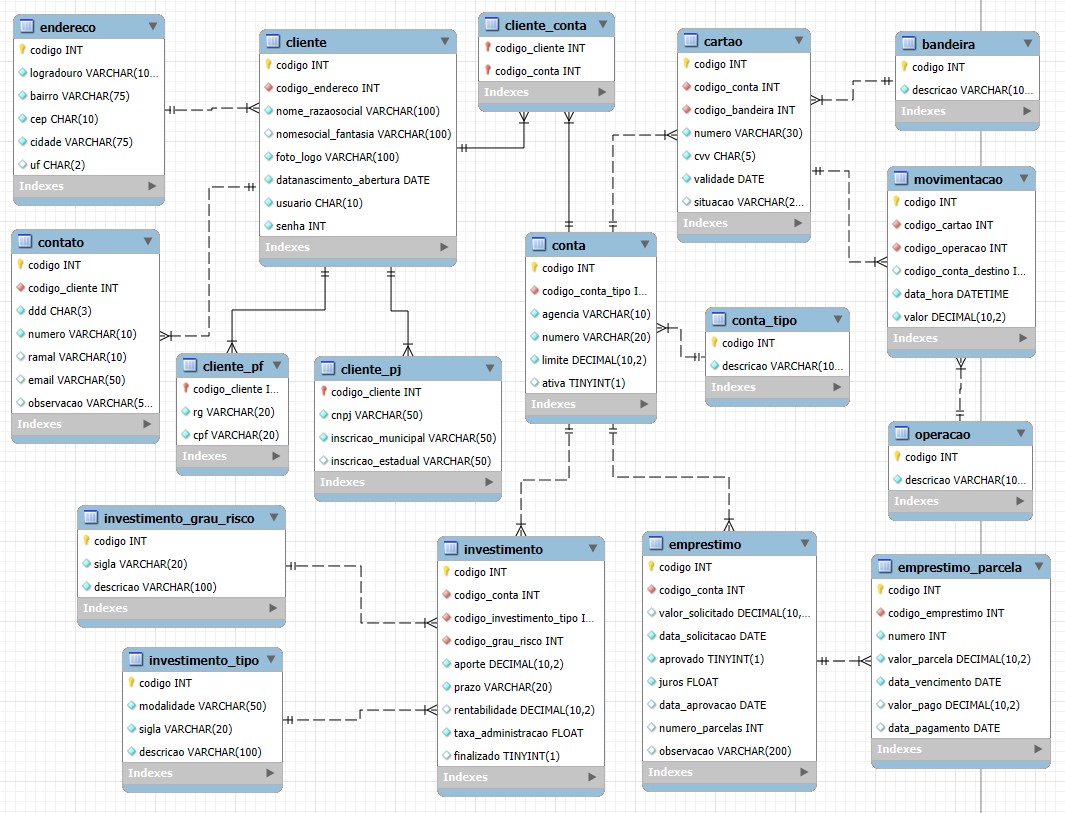 endereco
codigo INT
logradouro VARCHAR(10...
bairro VARCHAR(75)
cep CHAR(10)
cidade VARCHAR(75)
uf CHAR(2)
Indexes
cliente
codigo INT
codigo_endereco INT
nome_razaosocial VARCHAR(100)
nomesocial_fantasia VARCHAR(100)
foto_logo VARCHAR(100)
datanascimento_abertura DATE
usuario CHAR(10)
senha INT
Indexes
cliente_conta
codigo_cliente INT
codigo_conta INT
Indexes
cartao
codigo INT
codigo_conta INT
codigo_bandeira INT
numero VARCHAR(30)
cvv CHAR(5)
validade DATE
situacao VARCHAR(2...
Indexes
bandeira
codigo INT
descricao VARCHAR(10...
Indexes
contato
codigo INT
codigo_cliente INT
ddd CHAR(3)
numero VARCHAR(10)
ramal VARCHAR(10)
email VARCHAR(50)
observacao VARCHAR(5...
Indexes
cliente_pf
codigo_cliente I...
rg VARCHAR(20)
cpf VARCHAR(20)
Indexes
cliente_pj
codigo_cliente INT
cnpj VARCHAR(50)
inscricao_municipal VARCHAR(50)
inscricao_estadual VARCHAR(50)
Indexes
conta
codigo INT
codigo_conta_tipo I...
agencia VARCHAR(10)
numero VARCHAR(20)
limite DECIMAL(10,2)
ativa TINYINT(1)
Indexes
conta_tipo
codigo INT
descricao VARCHAR(10...
Indexes
movimentacao
codigo INT
codigo_cartao INT
codigo_operacao INT
codigo_conta_destino I...
data_hora DATETIME
valor DECIMAL(10,2)
Indexes
operacao
codigo INT
descricao VARCHAR(10...
Indexes
investimento_grau_risco
codigo INT
sigla VARCHAR(20)
descricao VARCHAR(100)
Indexes
investimento_tipo
codigo INT
modalidade VARCHAR(50)
sigla VARCHAR(20)
descricao VARCHAR(100)
Indexes
investimento
codigo INT
codigo_conta INT
codigo_investimento_tipo I...
codigo_grau_risco INT
aporte DECIMAL(10,2)
prazo VARCHAR(20)
rentabilidade DECIMAL(10,2)
taxa_administracao FLOAT
finalizado TINYINT(1)
Indexes
emprestimo
codigo INT
codigo_conta INT
valor_solicitado DECIMAL(10,...
data_solicitacao DATE
aprovado TINYINT(1)
juros FLOAT
data_aprovacao DATE
numero_parcelas INT
observacao VARCHAR(200)
Indexes
emprestimo_parcela
codigo INT
codigo_emprestimo INT
numero INT
valor_parcela DECIMAL(10,2)
data_vencimento DATE
valor_pago DECIMAL(10,2)
data_pagamento DATE
Indexes